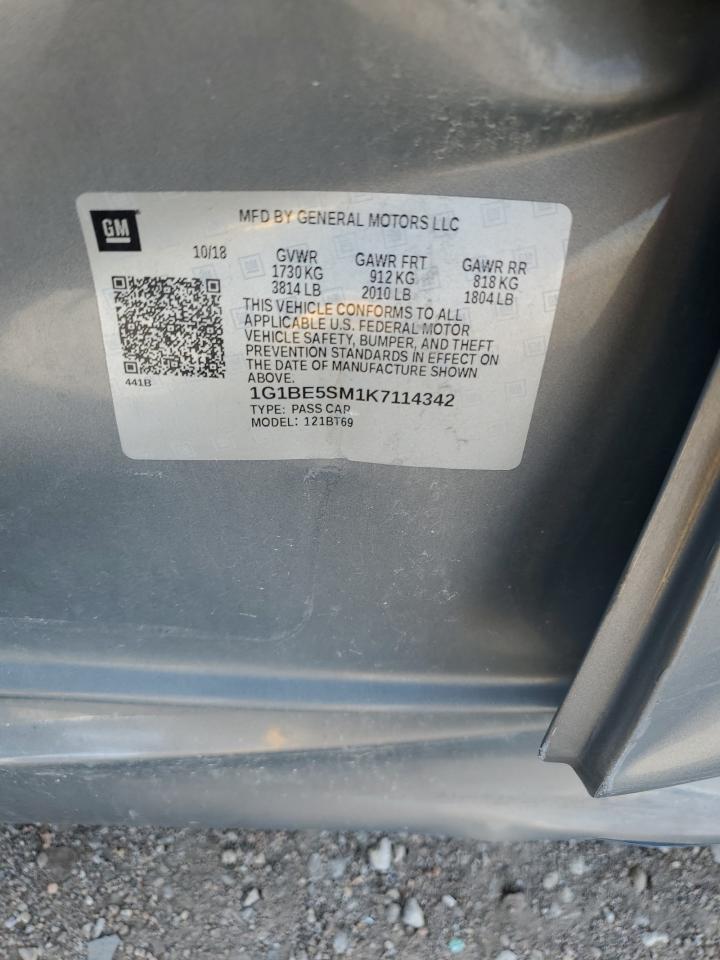 GM
MFD BY GENERAL MOTORS LLC
10/18
GVWR
1730 KG
3814 LB
GAWR FRT
912 KG
2010 LB
GAWR RR
818 KG
1804 LB
THIS VEHICLE CONFORMS TO ALL
APPLICABLE U.S. FEDERAL MOTOR
VEHICLE SAFETY, BUMPER, AND THEFT
PREVENTION STANDARDS IN EFFECT ON
THE DATE OF MANUFACTURE SHOWN
ABOVE.
441B
1G1BE5SM1K7114342
TYPE: PASS CAR
MODEL: 121BT69